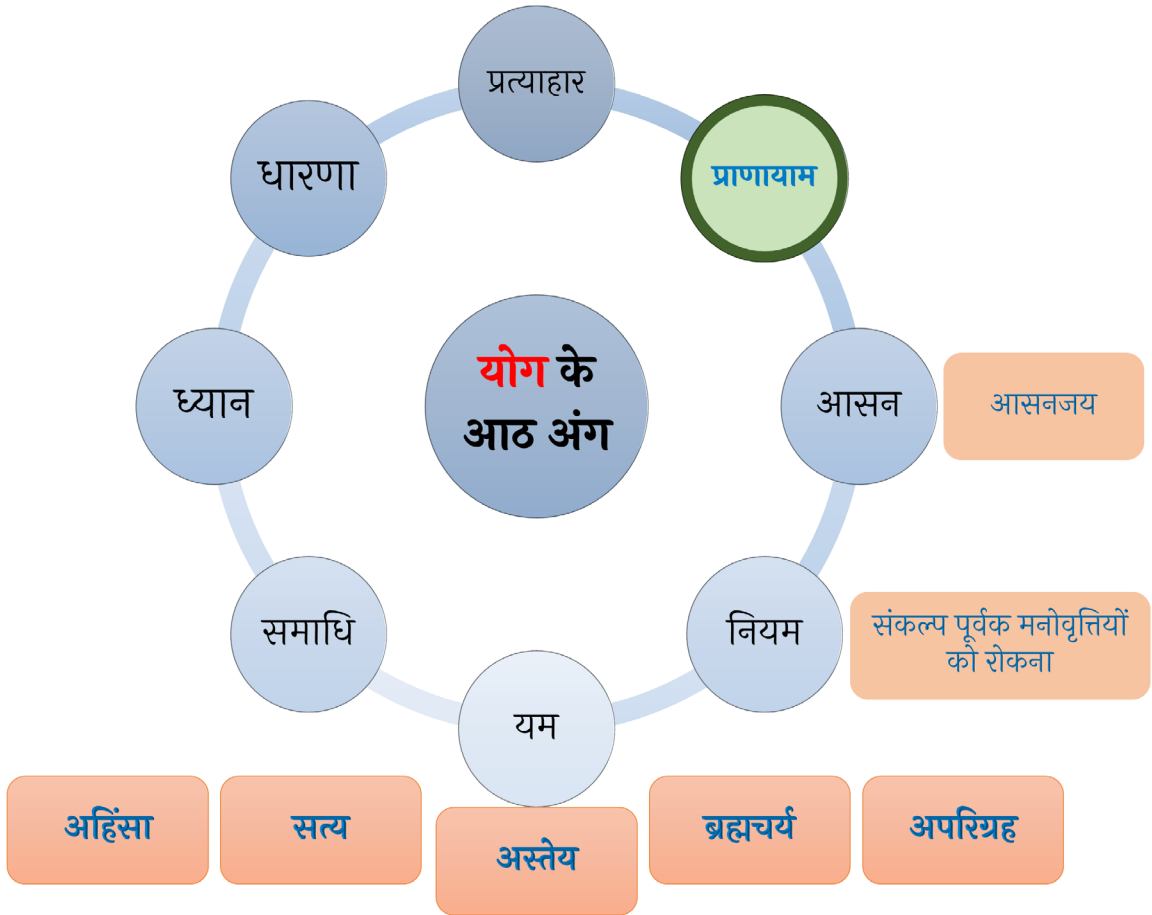 प्रत्याहार
प्राणायाम
धारणा
योग के
आठ अंग
ध्यान
आसन
आसनजय
समाधि
नियम
संकल्प पूर्वक मनोवृत्तियों
को रोकना
यम
अहिंसा
सत्य
अस्तेय
ब्रह्मचर्य
अपरिग्रह